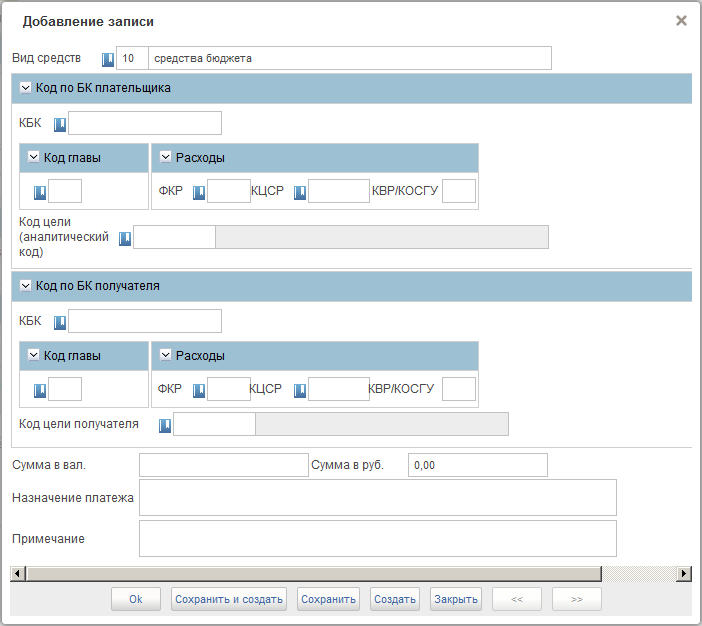 Добавление записи
Вид средств 10 средства бюджета
Код по БК плательщика
КБК
Код главы Расходы
ФКР КЦСР КВР/КОСГУ
Код цели
(аналитический
код)
Код по БК получателя
КБК
Код главы Расходы
ФКР КЦСР КВР/КОСГУ
Код цели получателя
Сумма в вал. Сумма в руб. 0,00
Назначение платежа
Примечание
Ok Сохранить и создать Сохранить Создать Закрыть << >>